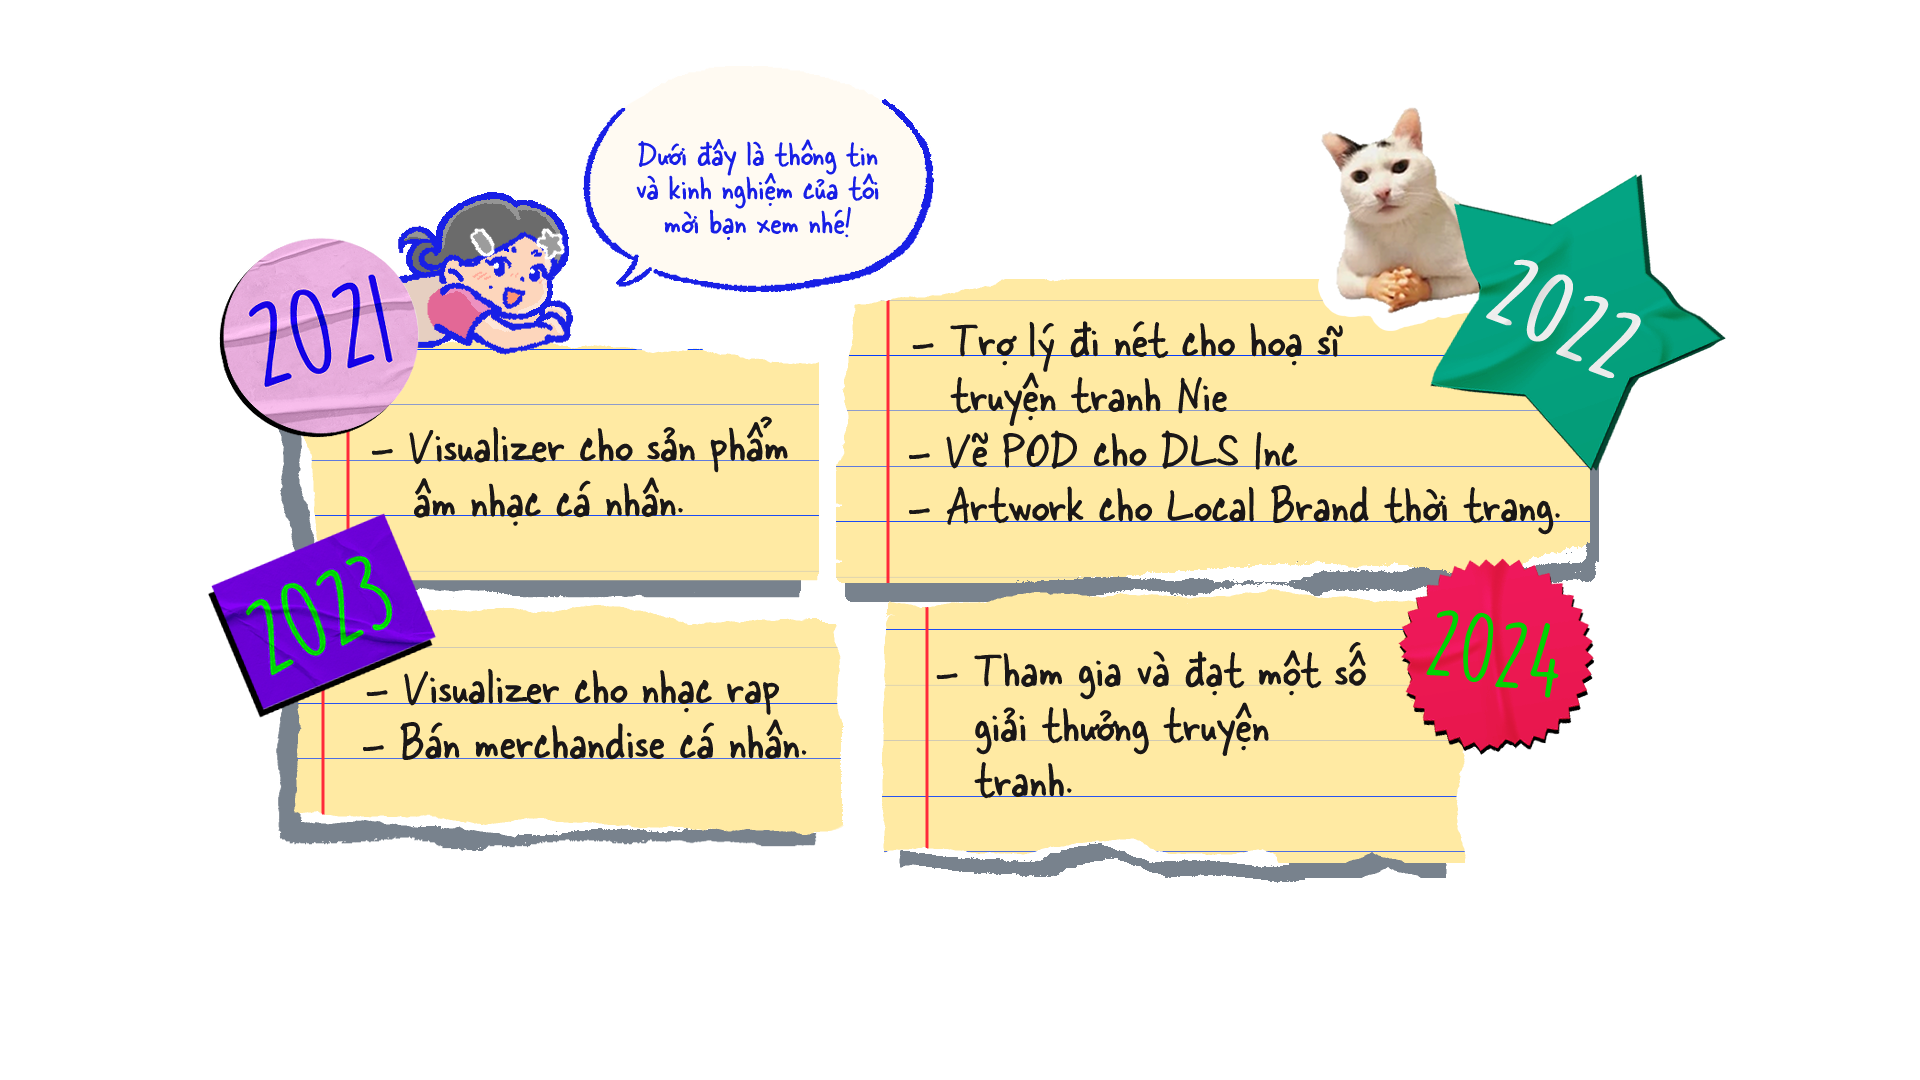 Dưới đây là thông tin
và kinh nghiệm của tôi
mời bạn xem nhé!
2021
– Visualizer cho sản phẩm
âm nhạc cá nhân.
2022
– Trợ lý đi nét cho hoạ sĩ
truyện tranh Nie
– Vẽ POD cho DLS Inc
– Artwork cho Local Brand thời trang.
2023
– Visualizer cho nhạc rap
– Bán merchandise cá nhân.
2024
– Tham gia và đạt một số
giải thưởng truyện
tranh.